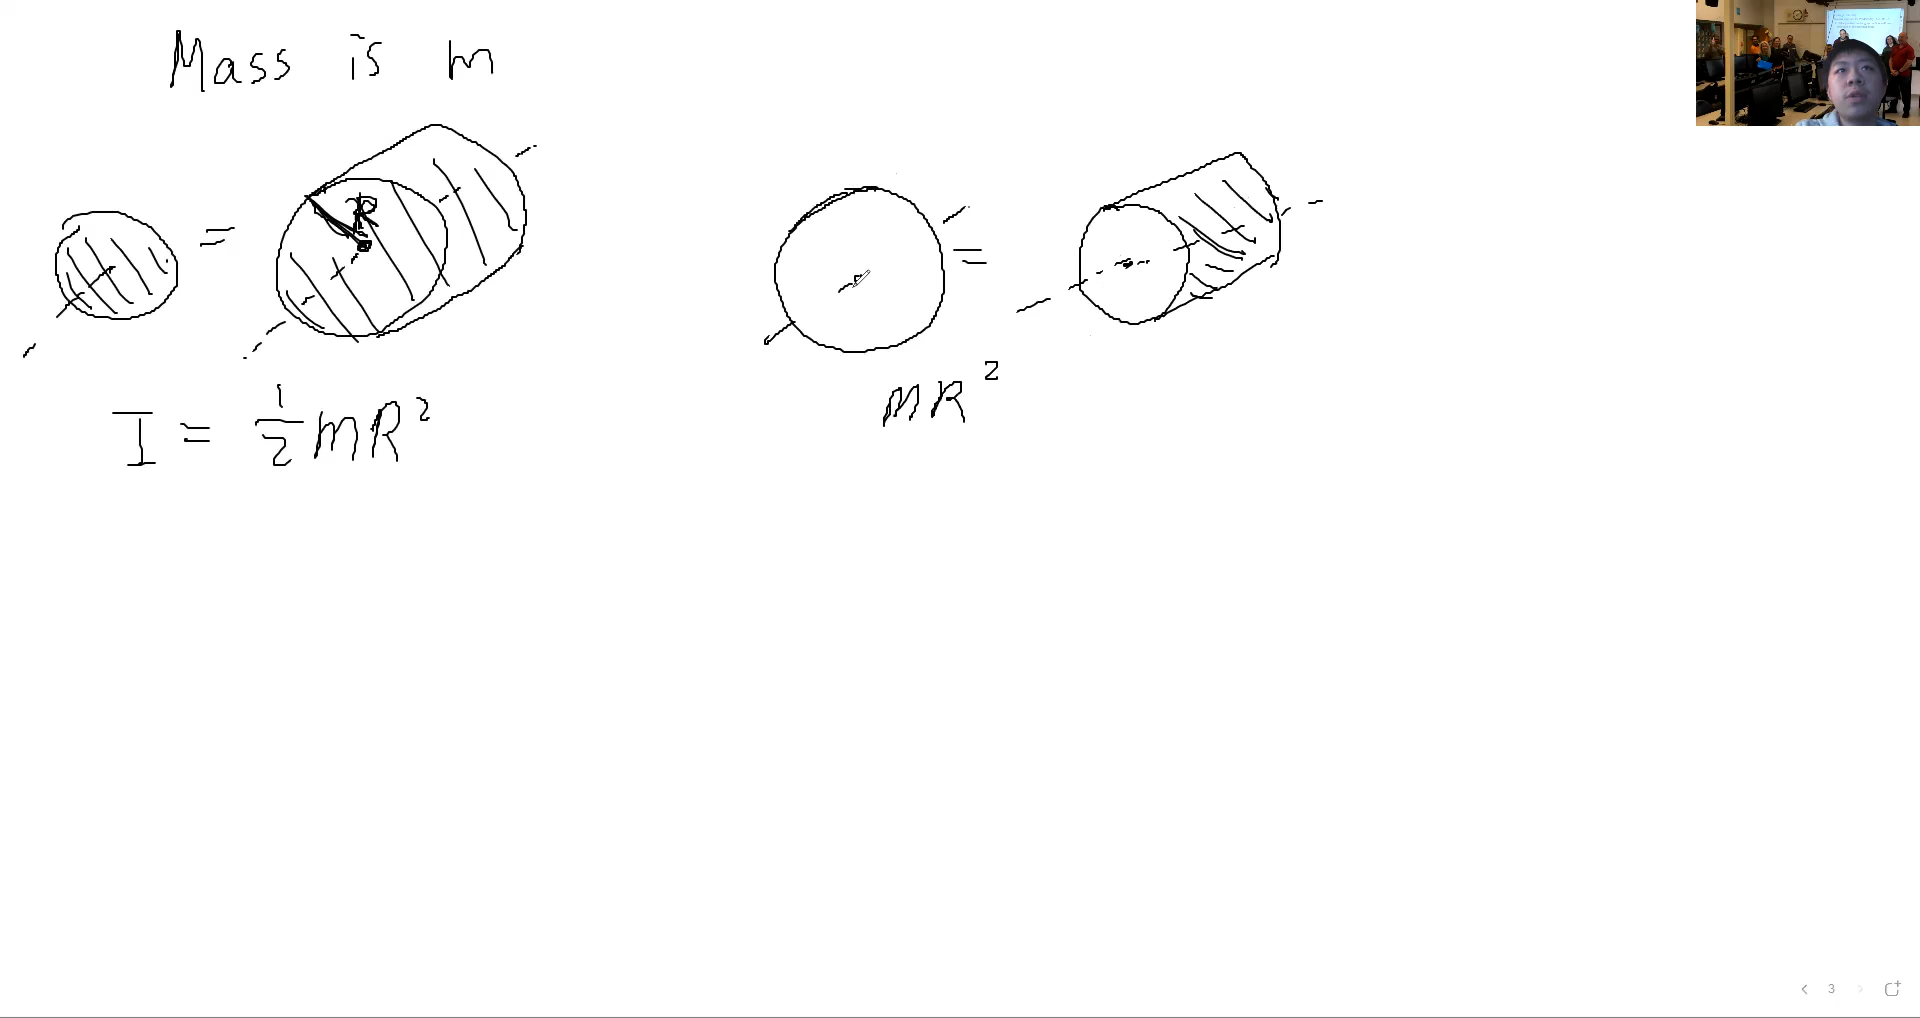 Mass is m
=
R
=
I = 1/2 MR²
MR²
3